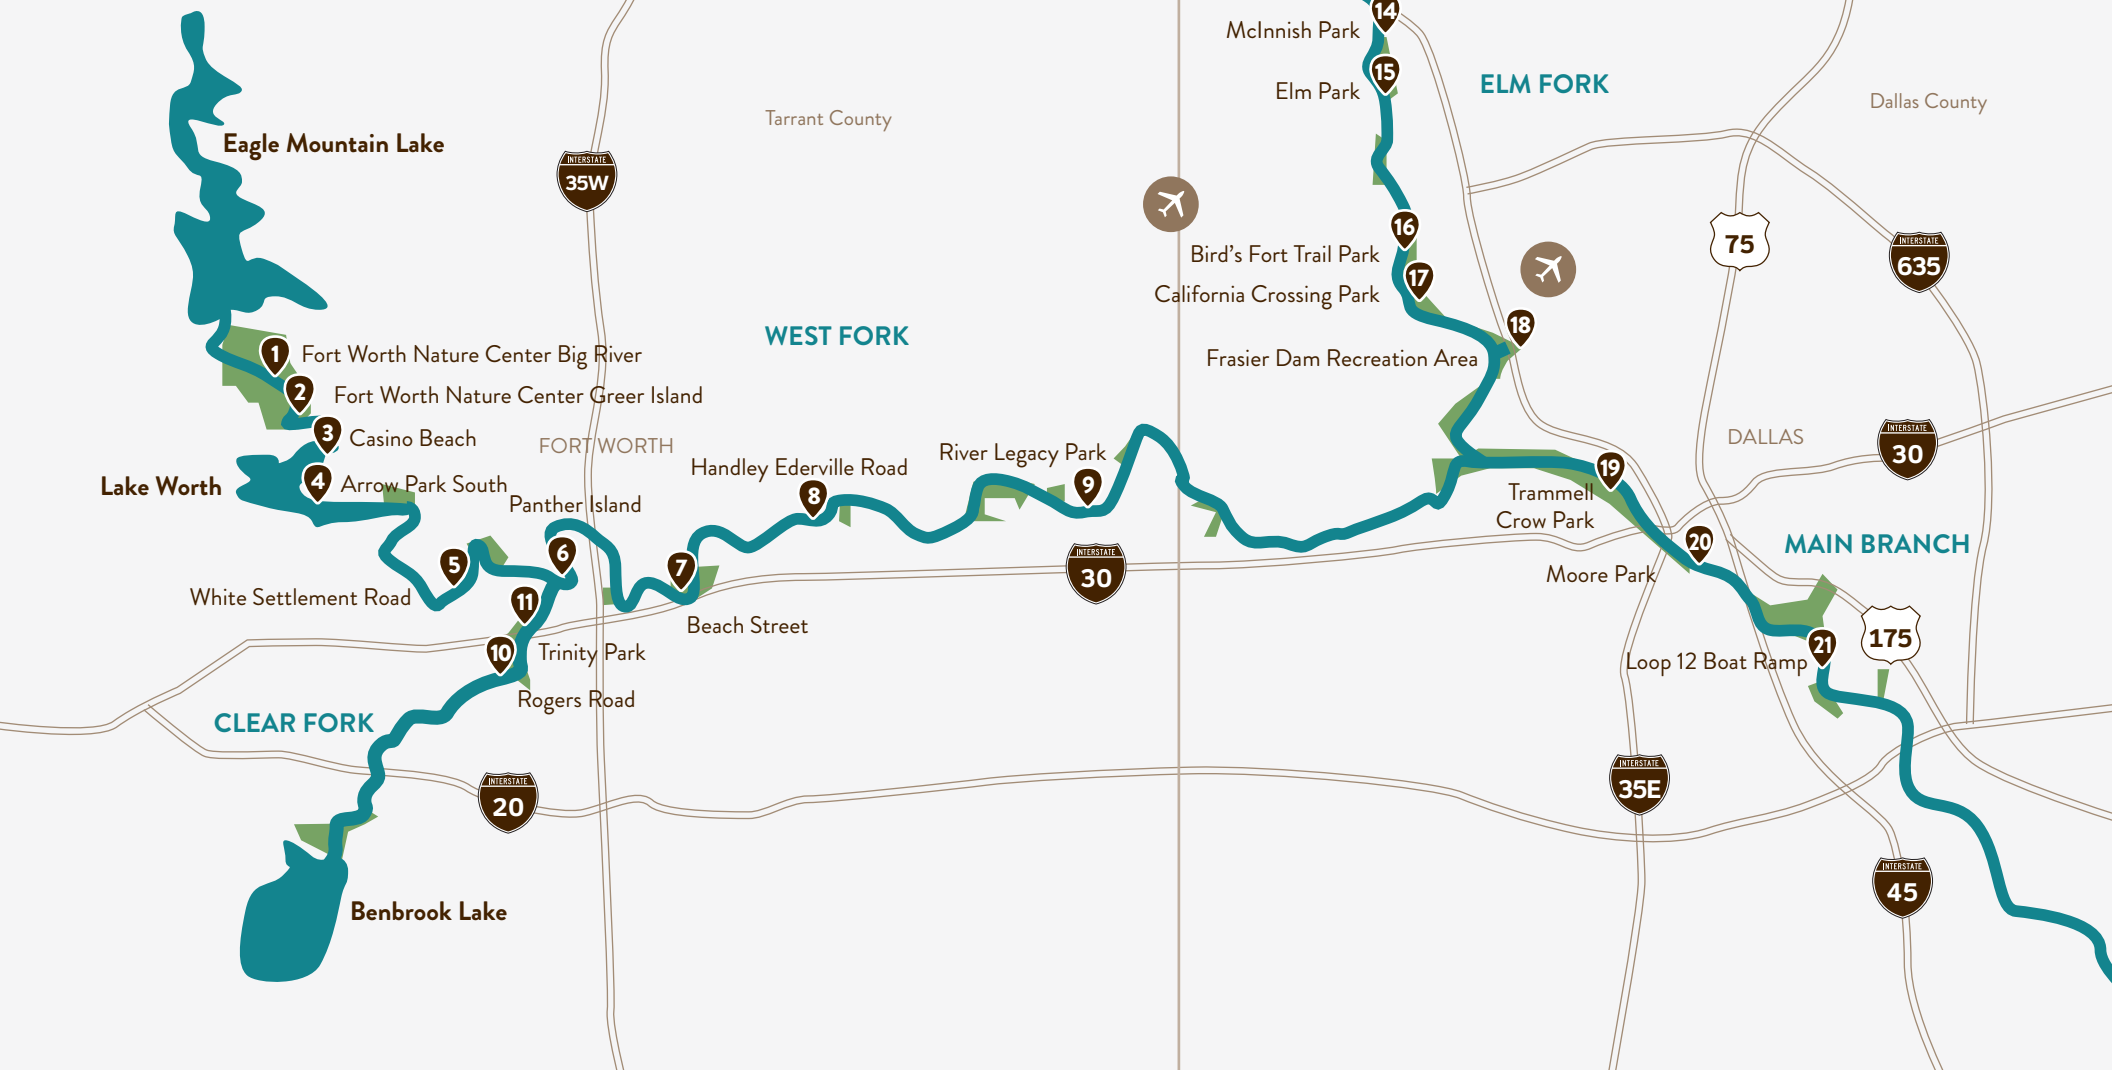 14
McInnish Park
15
Elm Park
ELM FORK
Dallas County
Tarrant County
Eagle Mountain Lake
INTERSTATE
35W
16
Bird's Fort Trail Park
17
California Crossing Park
75
INTERSTATE
635
18
Frasier Dam Recreation Area
WEST FORK
1
Fort Worth Nature Center Big River
2
Fort Worth Nature Center Greer Island
3
Casino Beach
FORT WORTH
DALLAS
INTERSTATE
30
Lake Worth
4
Arrow Park South
Panther Island
Handley Ederville Road
8
River Legacy Park
9
19
Trammell
Crow Park
20
Moore Park
MAIN BRANCH
5
White Settlement Road
6
7
Beach Street
INTERSTATE
30
11
10
Trinity Park
Rogers Road
175
21
Loop 12 Boat Ramp
CLEAR FORK
INTERSTATE
20
INTERSTATE
35E
INTERSTATE
45
Benbrook Lake